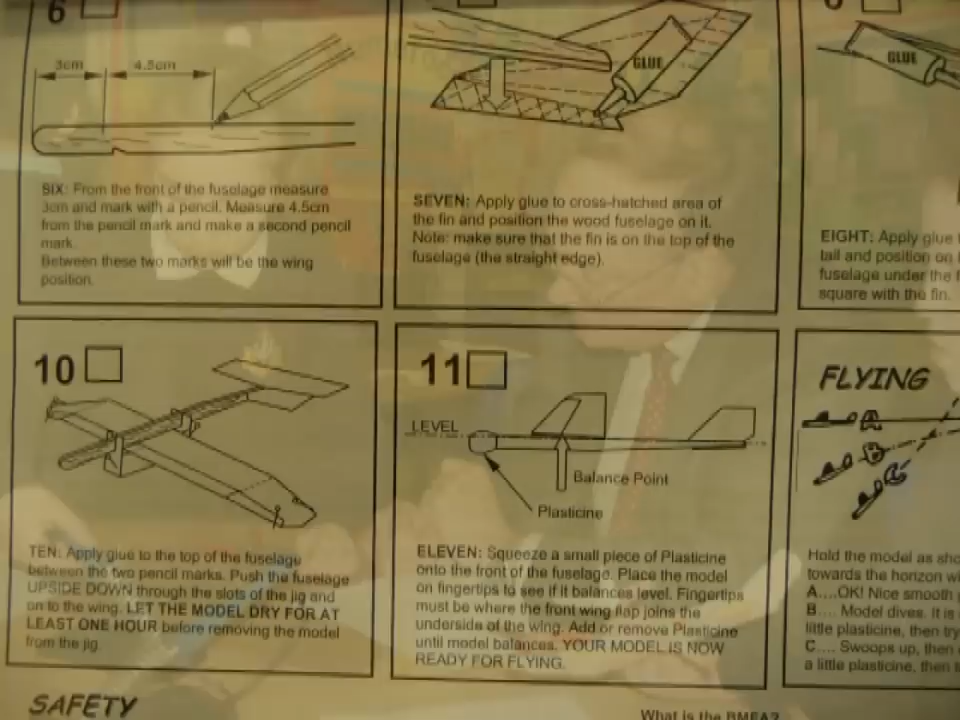 6
3cm
4.5cm
SIX: From the front of the fuselage measure
3cm and mark with a pencil. Measure 4.5cm
from the pencil mark and make a second pencil
mark.
Between these two marks will be the wing
position.
GLUE
SEVEN: Apply glue to cross-hatched area of
the fin and position the wood fuselage on it.
Note: make sure that the fin is on the top of the
fuselage (the straight edge).
GLUE
EIGHT: Apply glue
tail and position on
fuselage under the
square with the fin.
10
TEN: Apply glue to the top of the fuselage
between the two pencil marks. Push the fuselage
UPSIDE DOWN through the slots of the jig and
on to the wing. LET THE MODEL DRY FOR AT
LEAST ONE HOUR before removing the model
from the jig.
11
LEVEL
Balance Point
Plasticine
ELEVEN: Squeeze a small piece of Plasticine
onto the front of the fuselage. Place the model
on fingertips to see if it balances level. Fingertips
must be where the front wing flap joins the
underside of the wing. Add or remove Plasticine
until model balances. YOUR MODEL IS NOW
READY FOR FLYING.
FLYING
Hold the model as
towards the horizon
A....OK! Nice smooth
B.... Model dives. It is
little plasticine, then try
C.... Swoops up, then
a little plasticine, then
SAFETY
What is the BMFA?